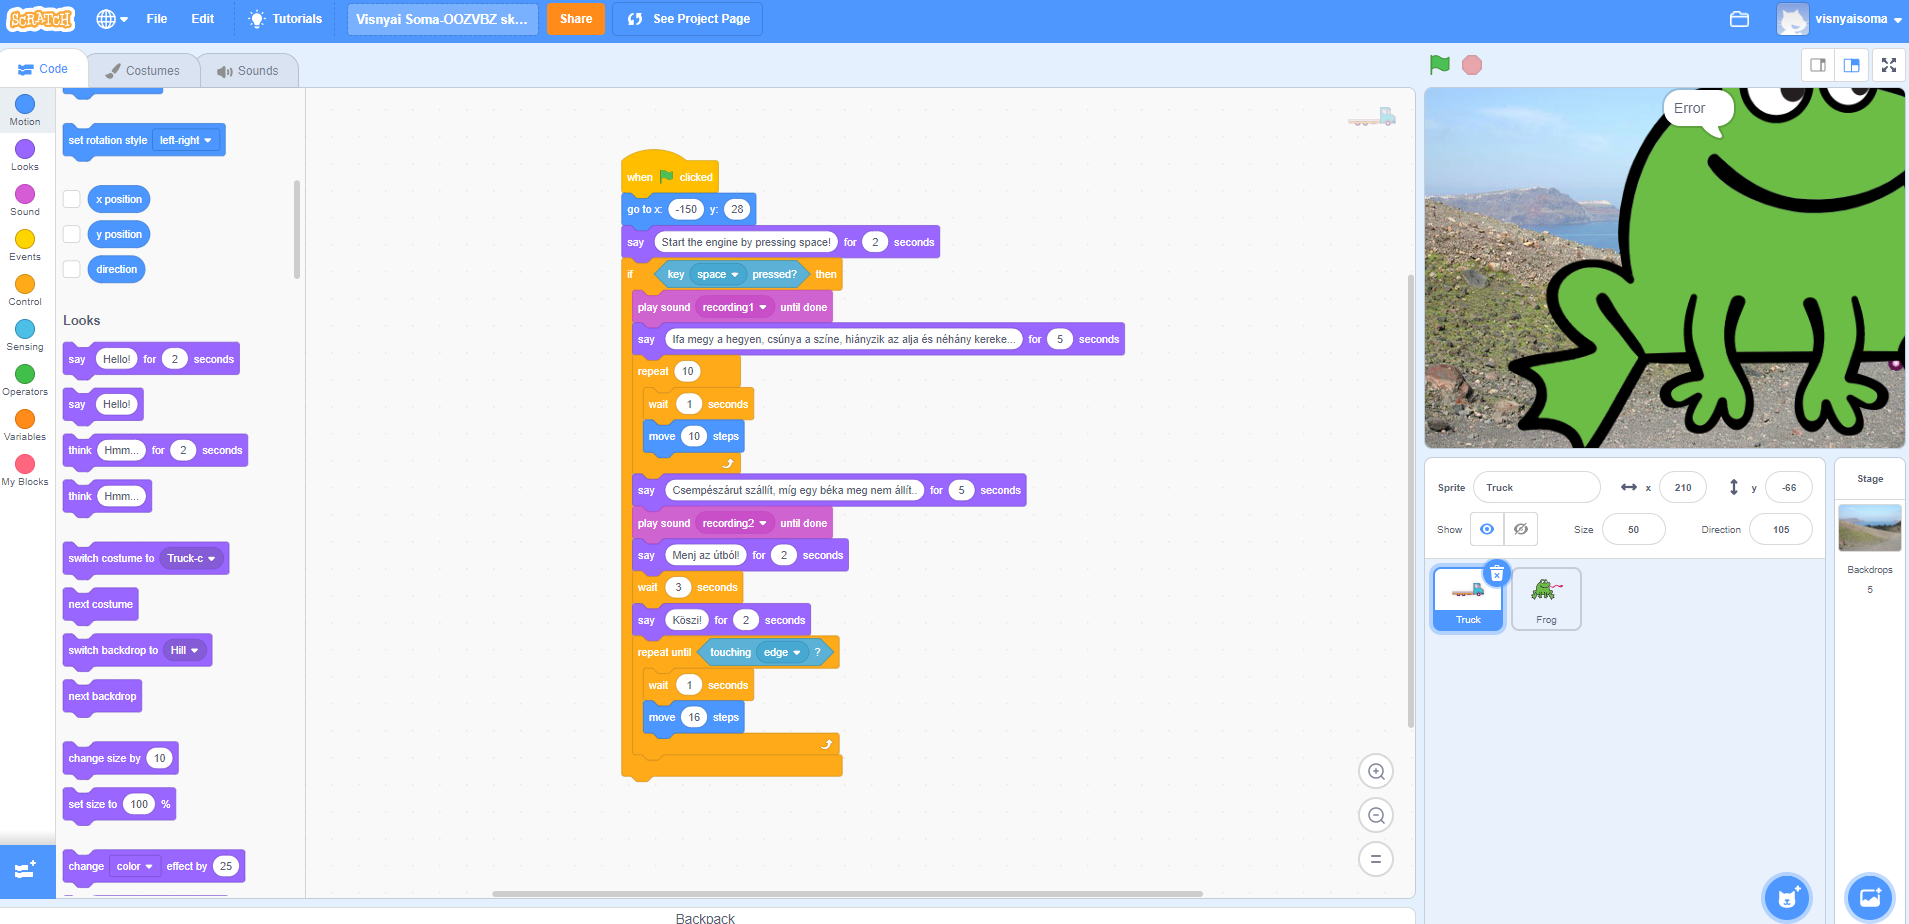 SCRATCH
File
Edit
Tutorials
Visnyai Soma-OOZVBZ sk...
Share
See Project Page
visnyaisoma
Code
Costumes
Sounds
Motion
Looks
Sound
Events
Control
Sensing
Operators
Variables
My Blocks
set rotation style left-right
x position
y position
direction
Looks
say Hello! for 2 seconds
say Hello!
think Hmm... for 2 seconds
think Hmm...
switch costume to Truck-c
next costume
switch backdrop to Hill
next backdrop
change size by 10
set size to 100 %
change color effect by 25
when clicked
go to x: -150 y: 28
say Start the engine by pressing space! for 2 seconds
if key space pressed? then
play sound recording1 until done
say Ifa megy a hegyen, csúnya a színe, hiányzik az alja és néhány kereke... for 5 seconds
repeat 10
wait 1 seconds
move 10 steps
say Csempészárut szállít, míg egy béka meg nem állít.. for 5 seconds
play sound recording2 until done
say Menj az útból! for 2 seconds
wait 3 seconds
say Köszi! for 2 seconds
repeat until touching edge ?
wait 1 seconds
move 16 steps
Backpack
Error
Sprite Truck x 210 y -66
Show Size 50 Direction 105
Truck
Frog
Stage
Backdrops
5